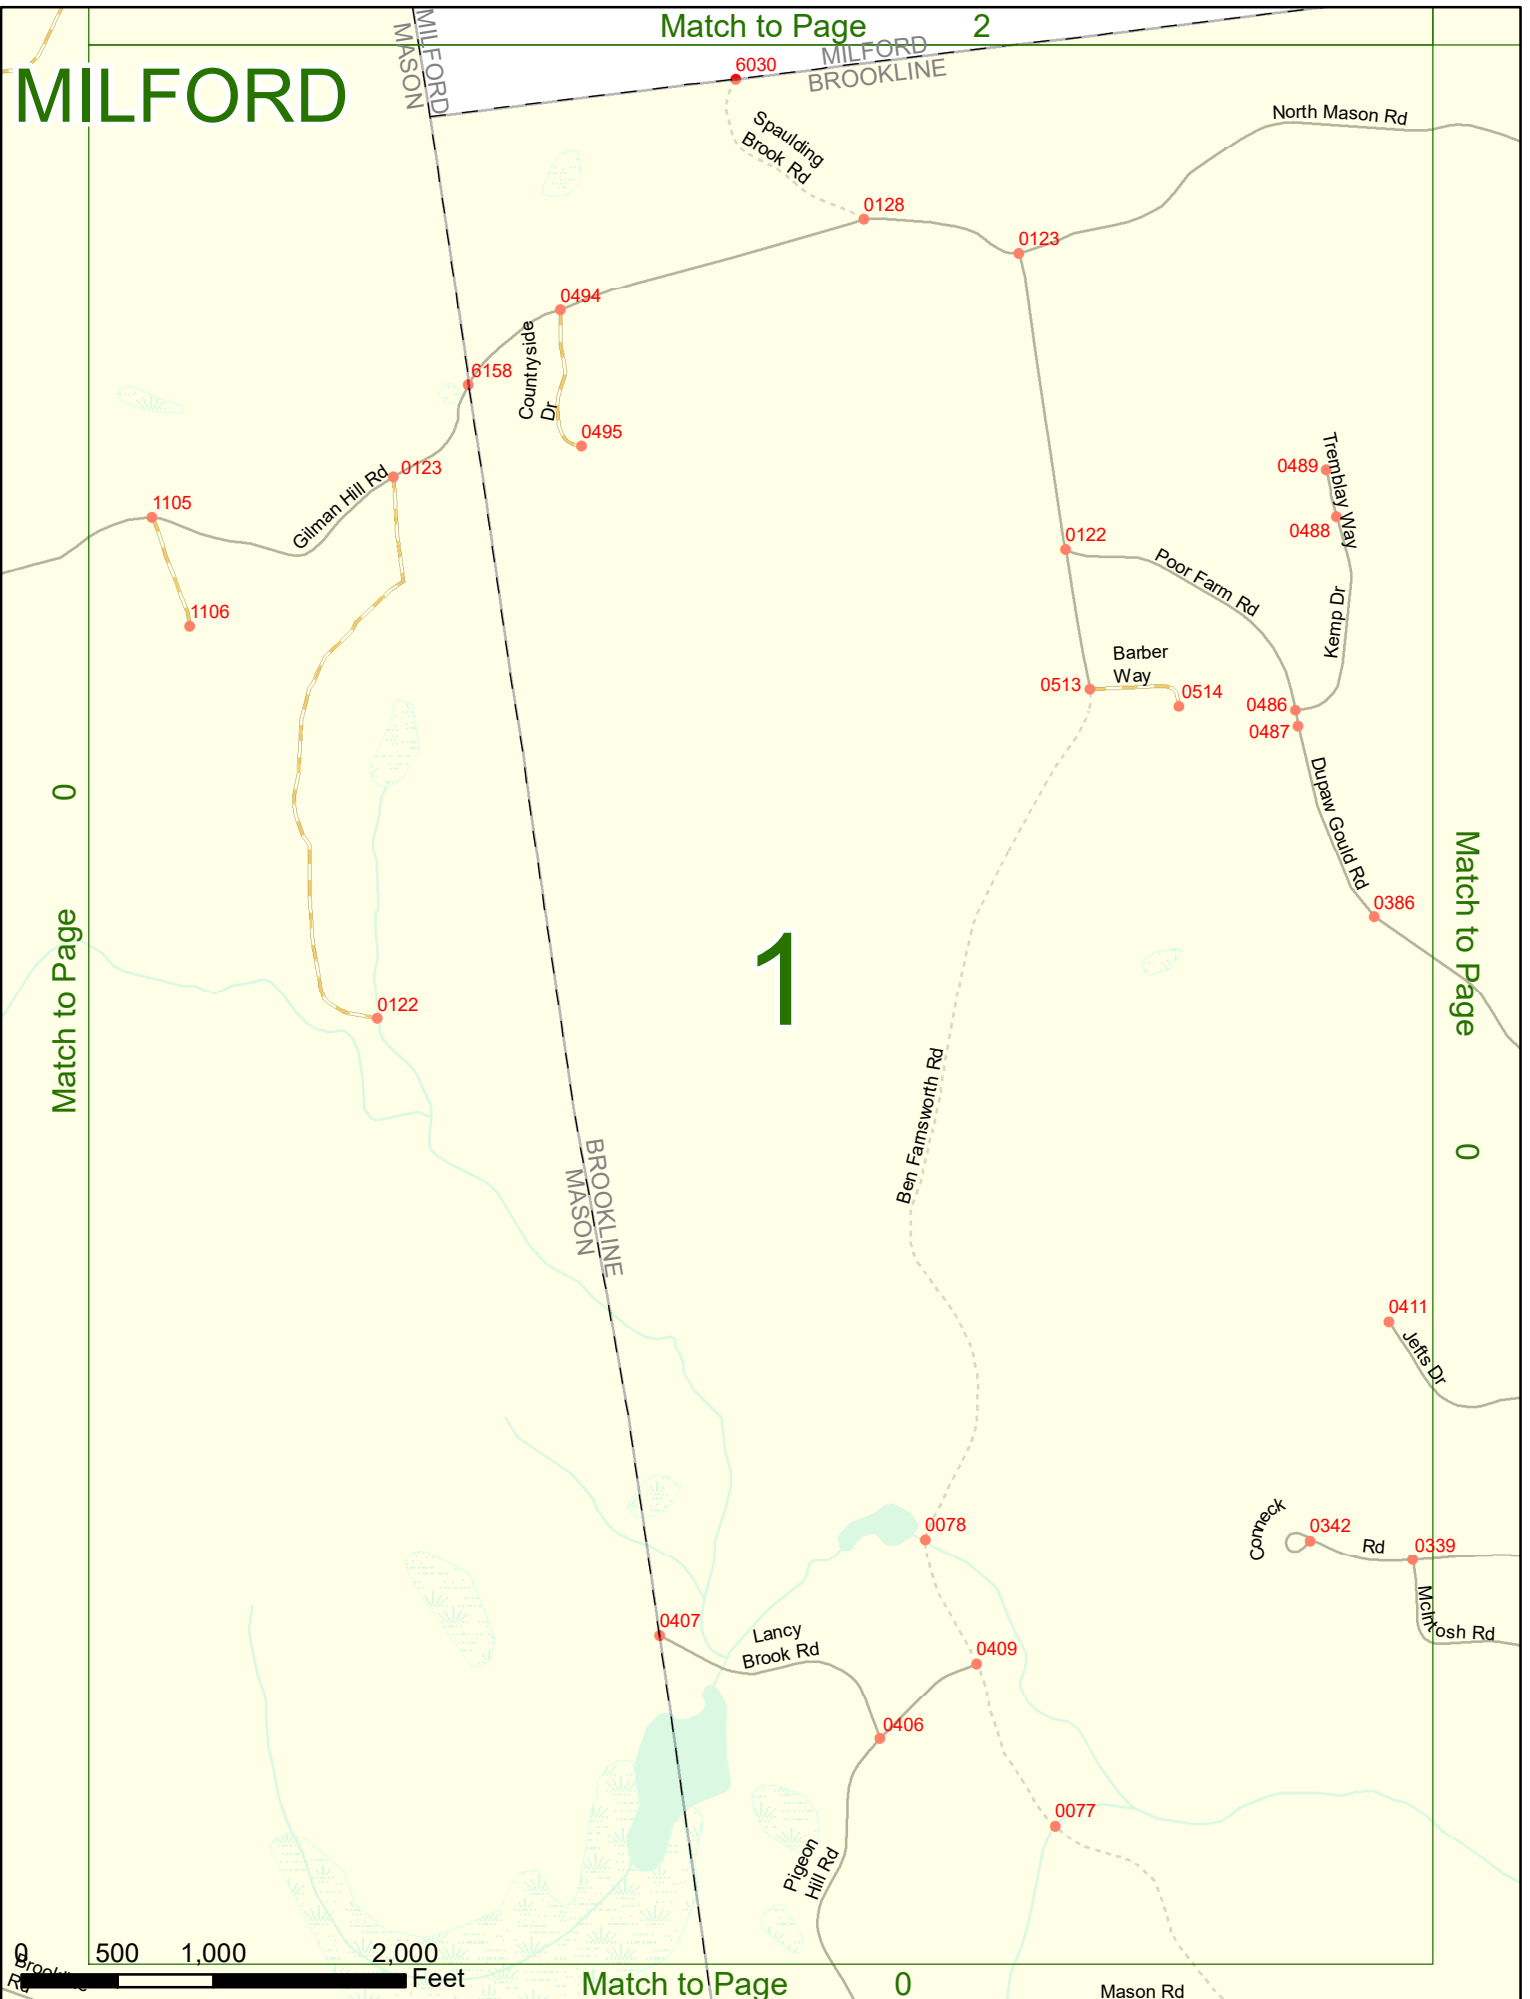 Match to Page 2
MILFORD
MASON
MILFORD
MILFORD
BROOKLINE
6030
Spaulding
Brook Rd
North Mason Rd
0128
0123
0494
Countryside
Dr
6158
0495
0123
Gilman Hill Rd
1105
1106
0489
Tremblay Way
0488
0122
Poor Farm Rd
Kemp Dr
Barber
Way
0513
0514
0486
0487
Dupaw Gould Rd
0386
Match to Page 0
Match to Page 0
1
0122
Ben Farnsworth Rd
BROOKLINE
MASON
0411
Jefts Dr
0078
Conneck
0342
Rd
0339
McIntosh Rd
0407
Lancy
Brook Rd
0409
0406
0077
Pigeon
Hill Rd
0 500 1,000 2,000
Feet
Rd
Match to Page 0
Mason Rd